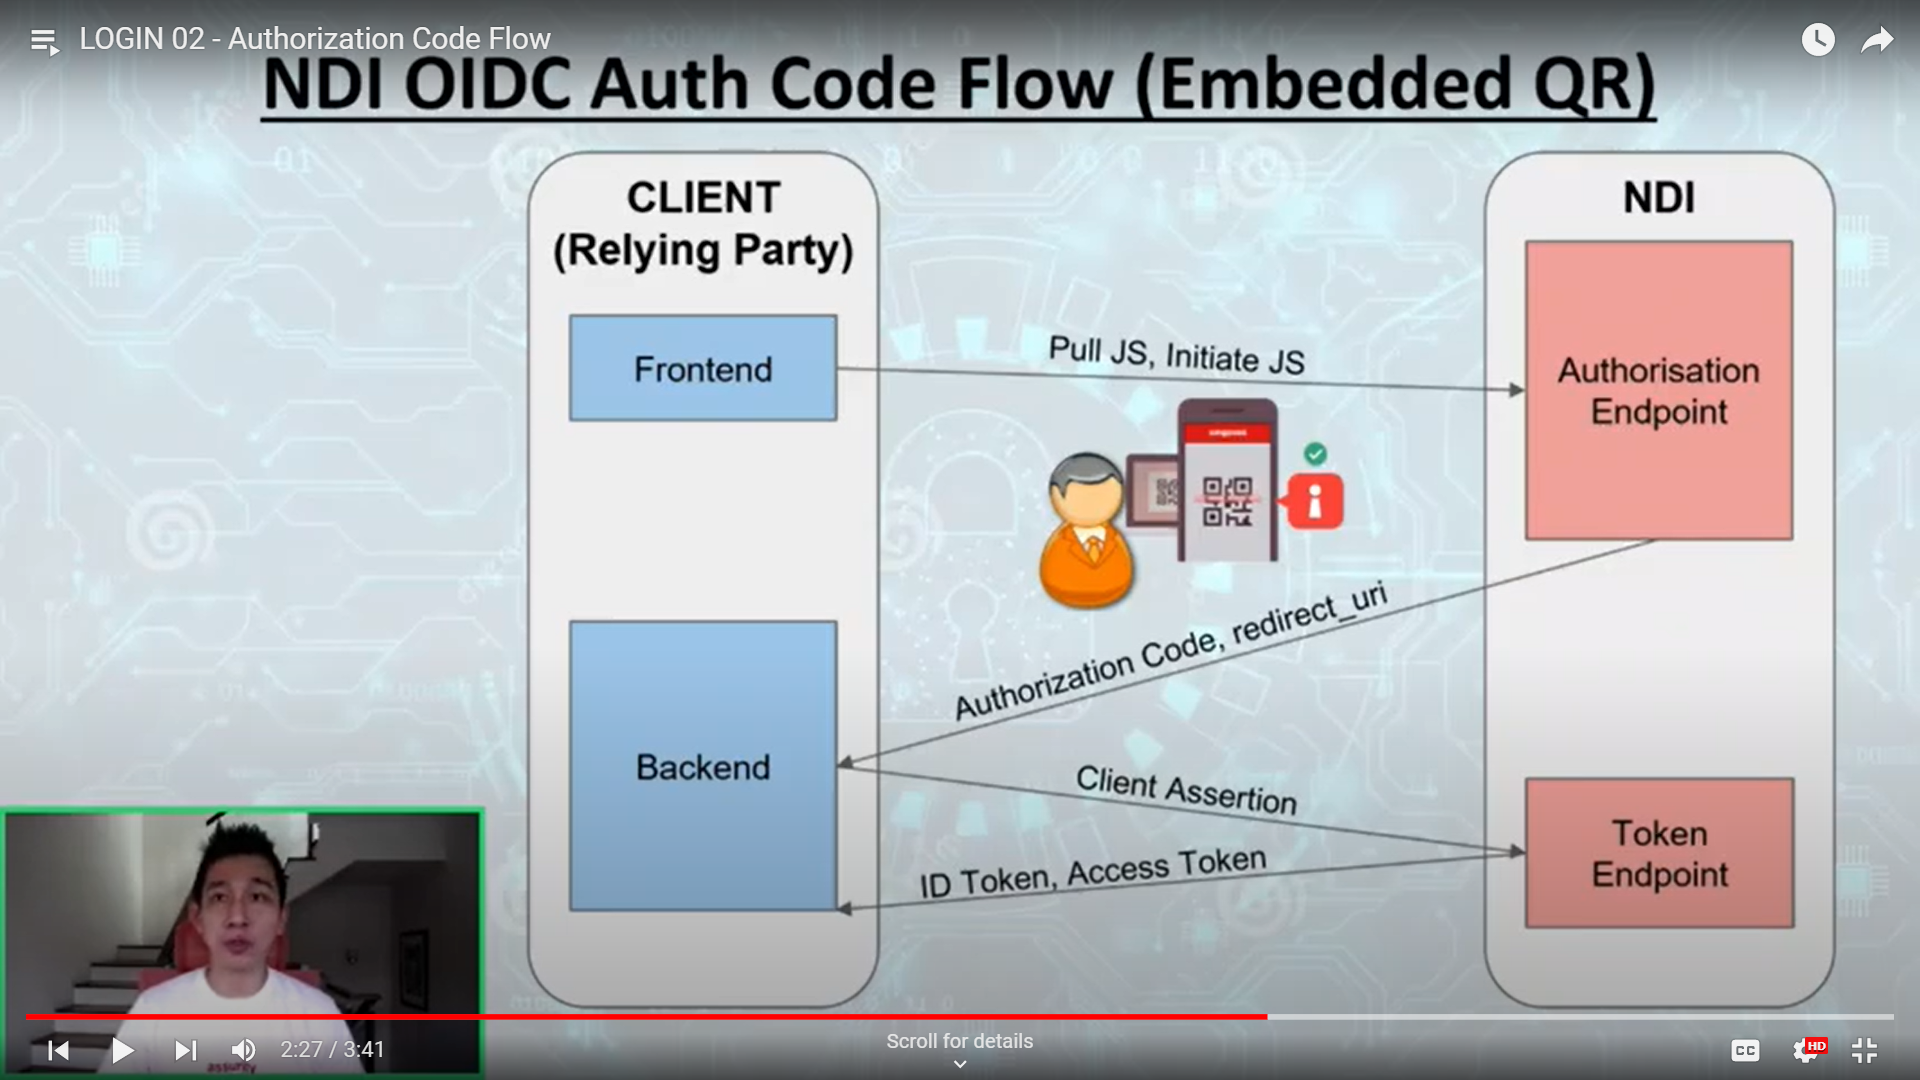 LOGIN 02 - Authorization Code Flow
NDI OIDC Auth Code Flow (Embedded QR)
CLIENT
(Relying Party)
NDI
Frontend
Pull JS, Initiate JS
Authorisation
Endpoint
Authorization Code, redirect_uri
Backend
Client Assertion
ID Token, Access Token
Token
Endpoint
assurity
2:27 / 3:41
Scroll for details
CC
HD